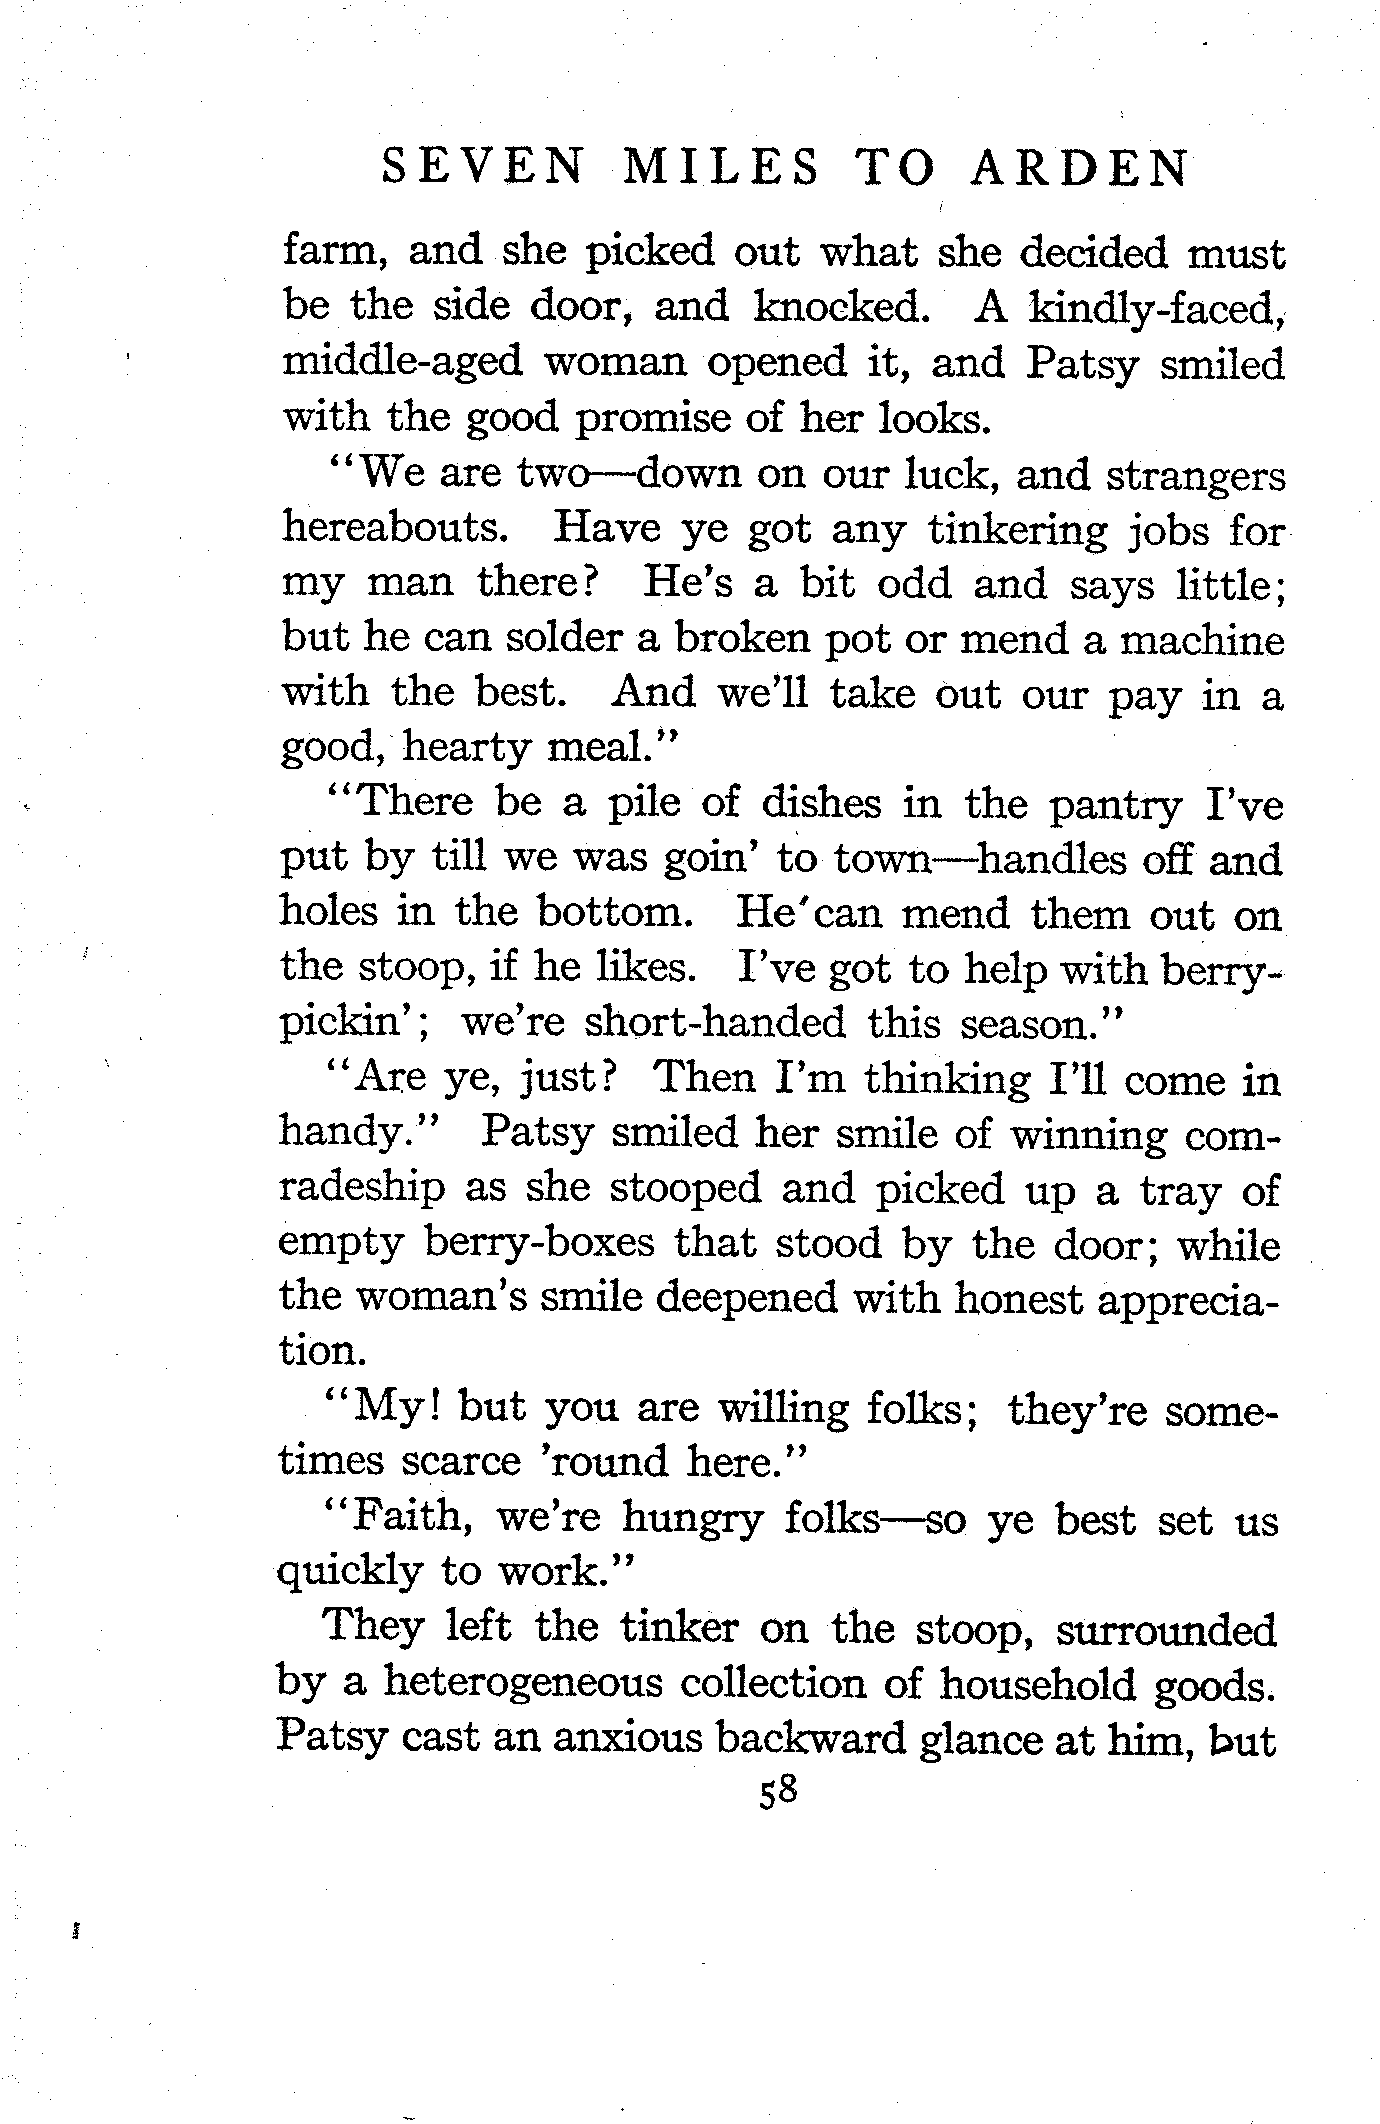 SEVEN MILES TO ARDEN
farm, and she picked out what she decided must
be the side door, and knocked. A kindly-faced,
middle-aged woman opened it, and Patsy smiled
with the good promise of her looks.
"We are two—down on our luck, and strangers
hereabouts. Have ye got any tinkering jobs for
my man there? He's a bit odd and says little;
but he can solder a broken pot or mend a machine
with the best. And we'll take out our pay in a
good, hearty meal."
"There be a pile of dishes in the pantry I've
put by till we was goin' to town—handles off and
holes in the bottom. He can mend them out on
the stoop, if he likes. I've got to help with berry-
pickin'; we're short-handed this season."
"Are ye, just? Then I'm thinking I'll come in
handy." Patsy smiled her smile of winning com-
radeship as she stooped and picked up a tray of
empty berry-boxes that stood by the door; while
the woman's smile deepened with honest apprecia-
tion.
"My! but you are willing folks; they're some-
times scarce 'round here."
"Faith, we're hungry folks—so ye best set us
quickly to work."
They left the tinker on the stoop, surrounded
by a heterogeneous collection of household goods.
Patsy cast an anxious backward glance at him, but
58